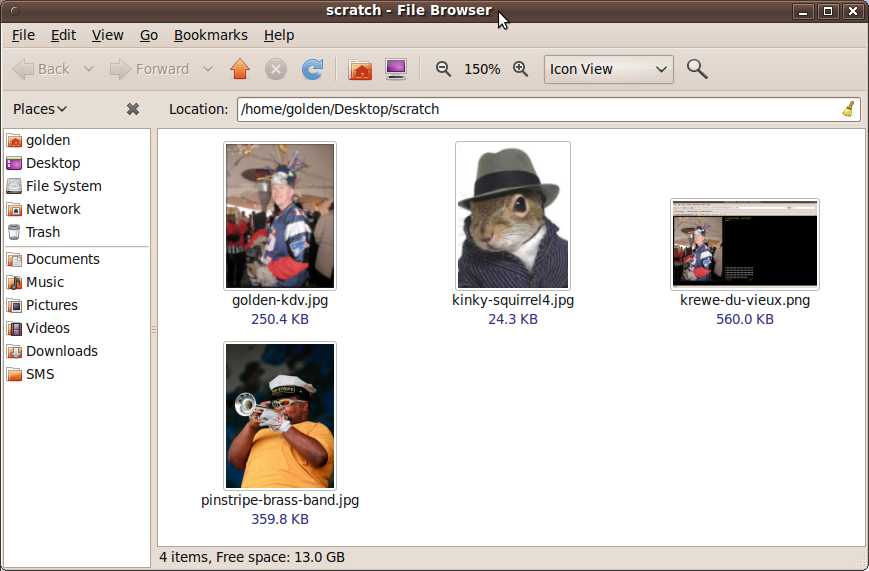 scratch - File Browser
File Edit View Go Bookmarks Help
Back Forward 150% Icon View
Places Location: /home/golden/Desktop/scratch
golden
Desktop
File System
Network
Trash
Documents
Music
Pictures
Videos
Downloads
SMS
golden-kdv.jpg
250.4 KB
kinky-squirrel4.jpg
24.3 KB
krewe-du-vieux.png
560.0 KB
pinstripe-brass-band.jpg
359.8 KB
4 items, Free space: 13.0 GB